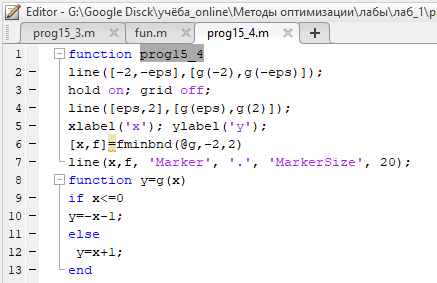 Editor - G:\Google Disck\учёба_online\Методы оптимизации\лабы\лаб_1\p
prog15_3.m × fun.m × prog15_4.m × +
1 function prog15_4
2 - line([-2,-eps],[g(-2),g(-eps)]);
3 - hold on; grid off;
4 - line([eps,2],[g(eps),g(2)]);
5 - xlabel('x'); ylabel('y');
6 - [x,f]=fminbnd(@g,-2,2)
7 - line(x,f, 'Marker', '.', 'MarkerSize', 20);
8 function y=g(x)
9 - if x<=0
10 - y=-x-1;
11 - else
12 - y=x+1;
13 - end